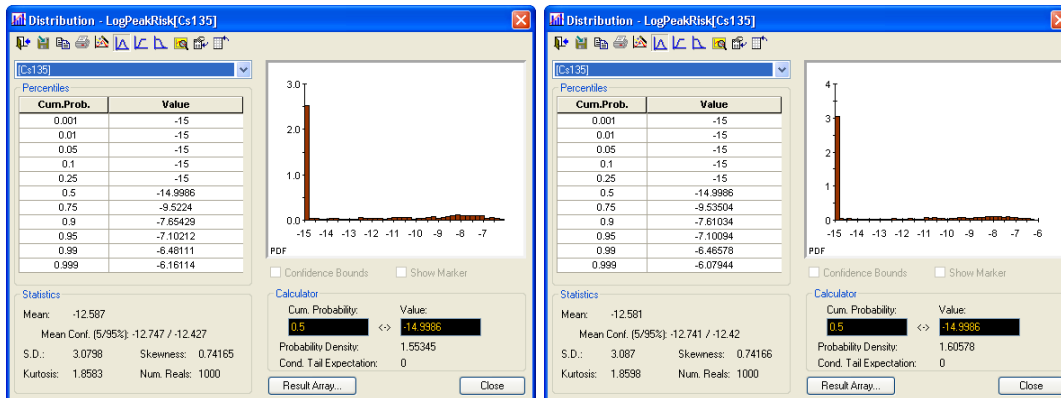 Distribution - LogPeakRisk[Cs135]
[Cs135]
Percentiles
Cum.Prob. Value
0.001 -15
0.01 -15
0.05 -15
0.1 -15
0.25 -15
0.5 -14.9986
0.75 -9.5224
0.9 -7.65429
0.95 -7.10212
0.99 -6.48111
0.999 -6.16114
3.0
2.0
1.0
0.0
-15 -14 -13 -12 -11 -10 -9 -8 -7
PDF
Confidence Bounds Show Marker
Statistics
Mean: -12.587
Mean Conf. (5/95%): -12.747 / -12.427
S.D.: 3.0798 Skewness: 0.74165
Kurtosis: 1.8583 Num. Reals: 1000
Calculator
Cum. Probability: Value:
0.5 <-> -14.9986
Probability Density: 1.55345
Cond. Tail Expectation: 0
Result Array... Close
Distribution - LogPeakRisk[Cs135]
[Cs135]
Percentiles
Cum.Prob. Value
0.001 -15
0.01 -15
0.05 -15
0.1 -15
0.25 -15
0.5 -14.9986
0.75 -9.53504
0.9 -7.61034
0.95 -7.10094
0.99 -6.46578
0.999 -6.07944
4
3
2
1
0
-15 -14 -13 -12 -11 -10 -9 -8 -7 -6
PDF
Confidence Bounds Show Marker
Statistics
Mean: -12.581
Mean Conf. (5/95%): -12.741 / -12.42
S.D.: 3.087 Skewness: 0.74166
Kurtosis: 1.8598 Num. Reals: 1000
Calculator
Cum. Probability: Value:
0.5 <-> -14.9986
Probability Density: 1.60578
Cond. Tail Expectation: 0
Result Array... Close